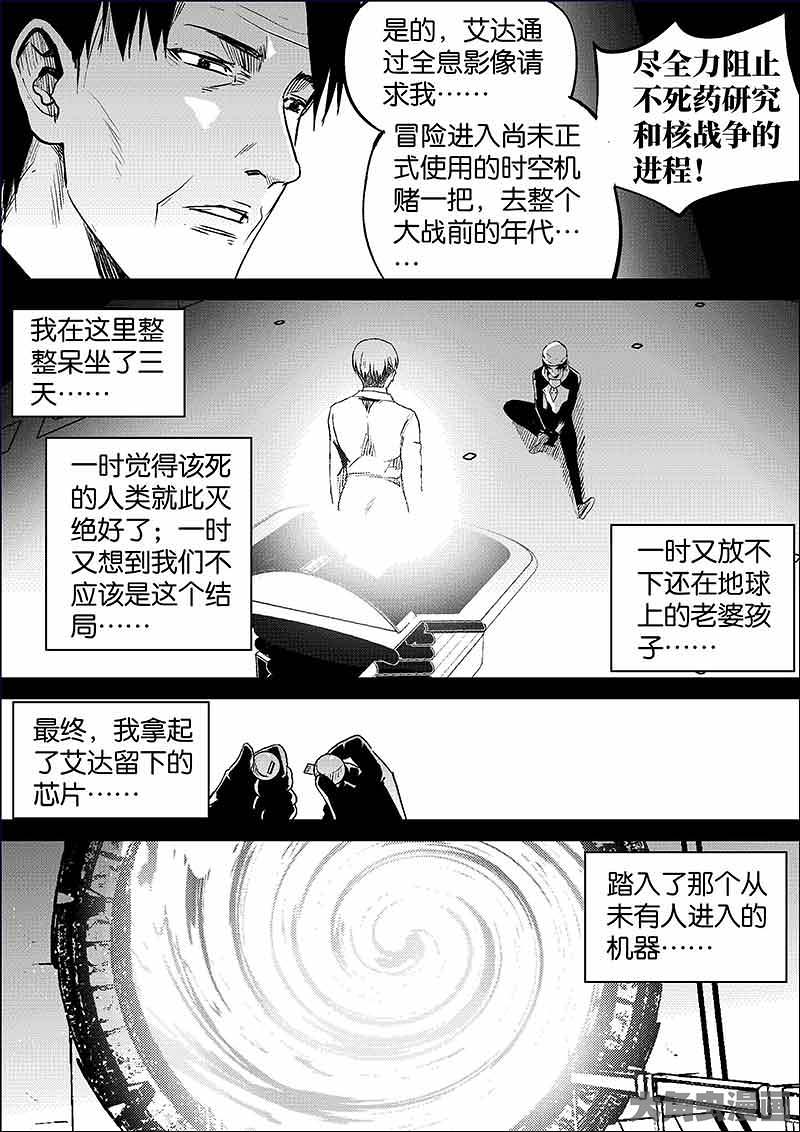 是的，艾达通
过全息影像请
求我……
冒险进入尚未正
式使用的时空机
赌一把，去整个
大战前的年代…
…
尽全力阻止
不死药研究
和核战争的
进程！
我在这里整
整呆坐了三
天……
一时觉得该死
的人类就此灭
绝好了；一时
又想到我们不
应该是这个结
局……
一时又放不
下还在地球
上的老婆孩
子……
最终，我拿起
了艾达留下的
芯片……
踏入了那个从
未有人进入的
机器……
大角虫漫画